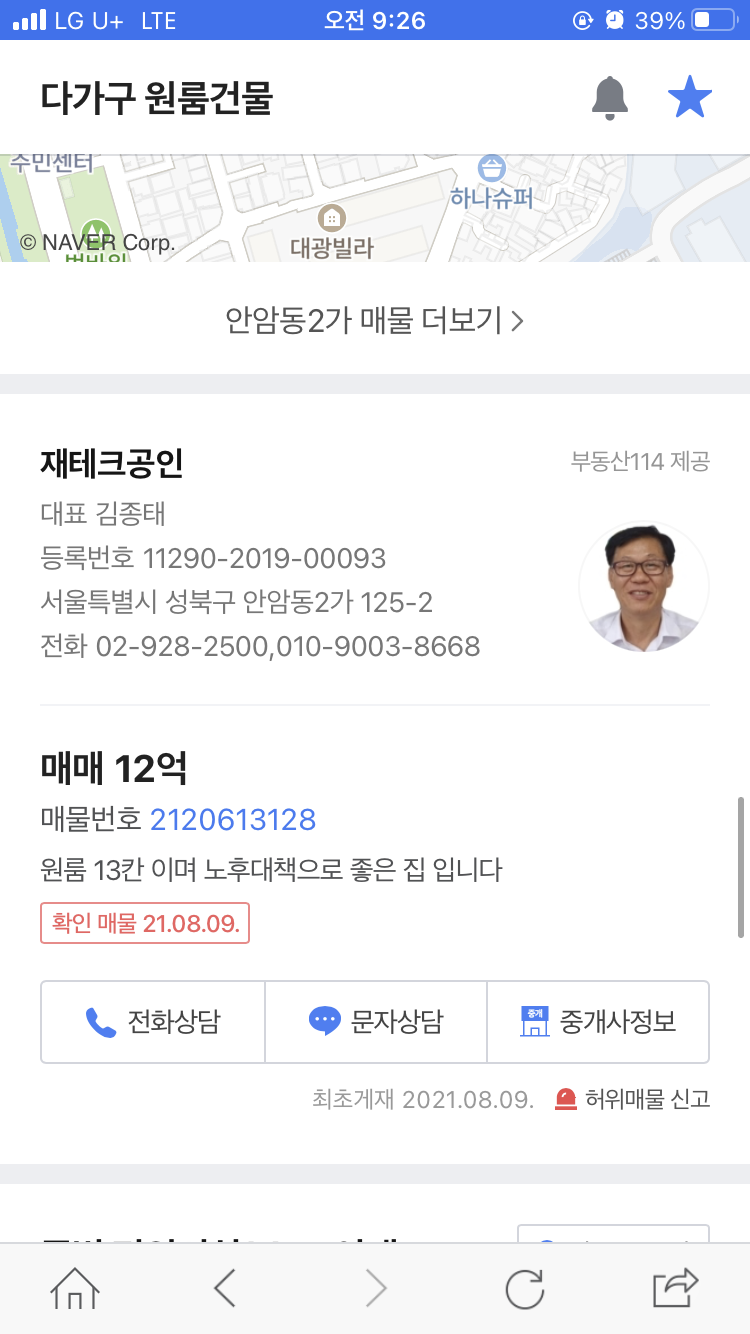 LG U+ LTE 오전 9:26 39%
다가구 원룸건물
주민센터
하나슈퍼
© NAVER Corp.
대광빌라
안암동2가 매물 더보기
재테크공인
부동산114 제공
대표 김종태
등록번호 11290-2019-00093
서울특별시 성북구 안암동2가 125-2
전화 02-928-2500,010-9003-8668
매매 12억
매물번호 2120613128
원룸 13칸 이며 노후대책으로 좋은 집 입니다
확인 매물 21.08.09.
전화상담 문자상담 중개 중개사정보
최초게재 2021.08.09. 허위매물 신고